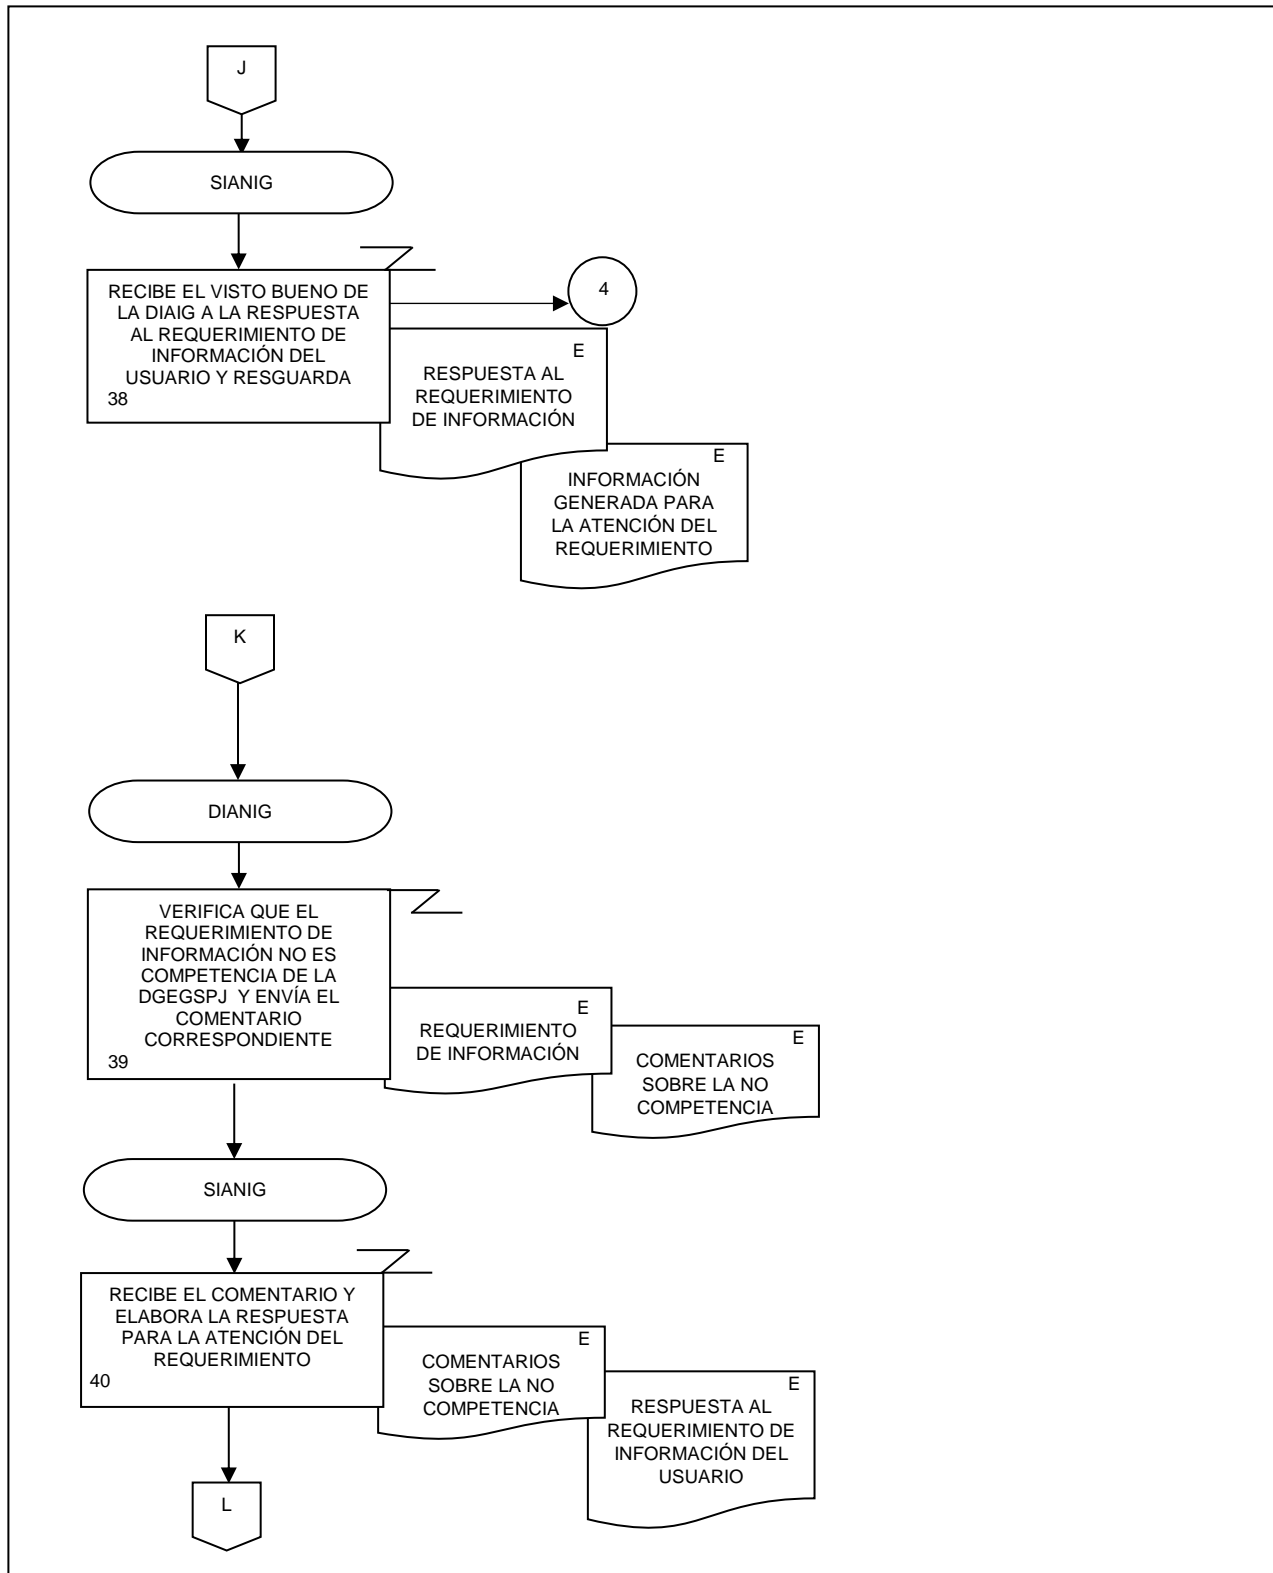 J
SIANIG
RECIBE EL VISTO BUENO DE
LA DIAIG A LA RESPUESTA
AL REQUERIMIENTO DE
INFORMACIÓN DEL
USUARIO Y RESGUARDA
38
4
E
RESPUESTA AL
REQUERIMIENTO
DE INFORMACIÓN
E
INFORMACIÓN
GENERADA PARA
LA ATENCIÓN DEL
REQUERIMIENTO
K
DIANIG
VERIFICA QUE EL
REQUERIMIENTO DE
INFORMACIÓN NO ES
COMPETENCIA DE LA
DGEGSPJ Y ENVÍA EL
COMENTARIO
CORRESPONDIENTE
39
E
REQUERIMIENTO
DE INFORMACIÓN
E
COMENTARIOS
SOBRE LA NO
COMPETENCIA
SIANIG
RECIBE EL COMENTARIO Y
ELABORA LA RESPUESTA
PARA LA ATENCIÓN DEL
REQUERIMIENTO
40
E
COMENTARIOS
SOBRE LA NO
COMPETENCIA
E
RESPUESTA AL
REQUERIMIENTO DE
INFORMACIÓN DEL
USUARIO
L